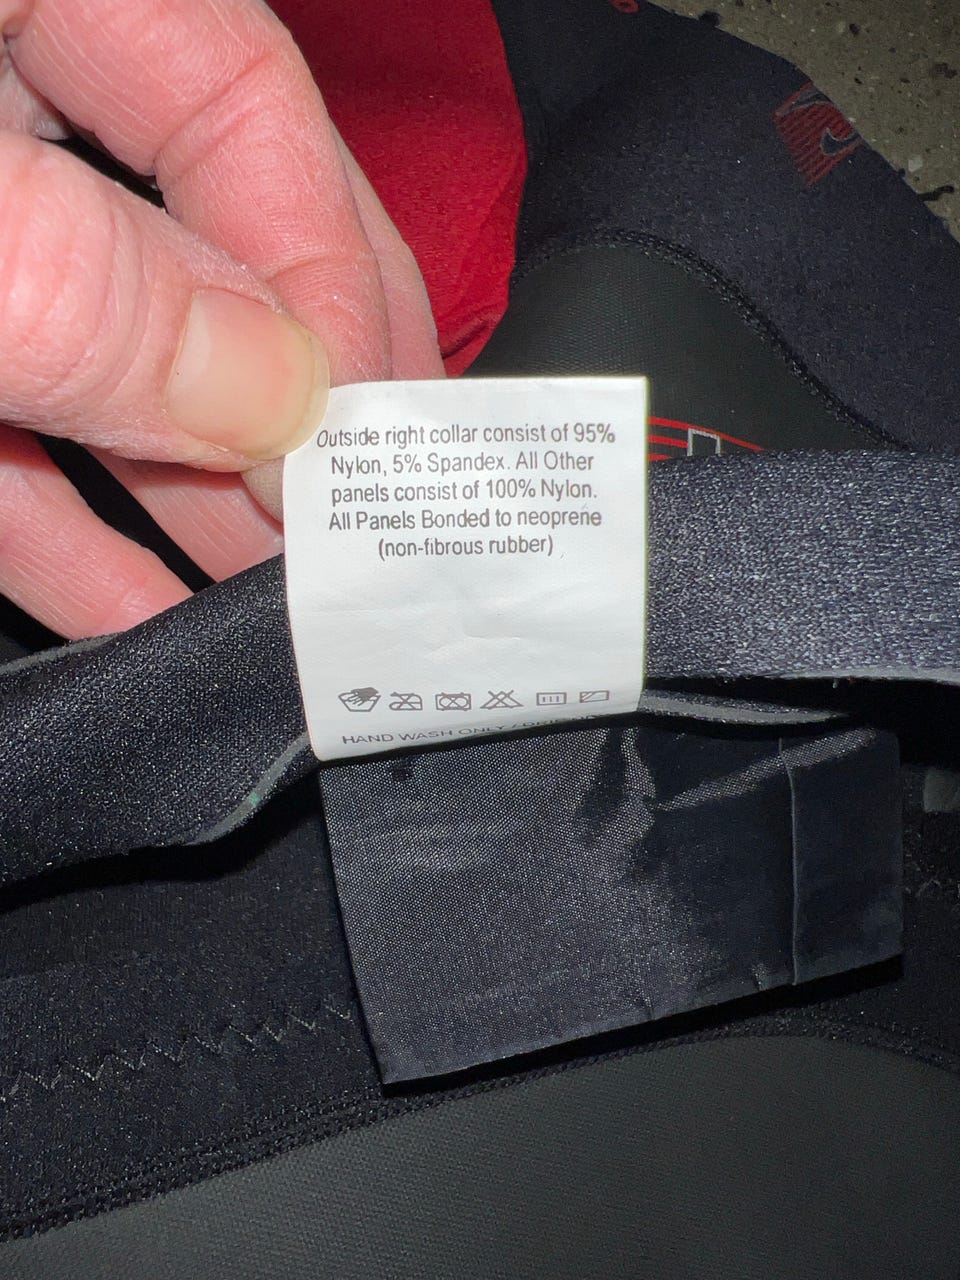 Outside right collar consist of 95%
Nylon, 5% Spandex. All Other
panels consist of 100% Nylon.
All Panels Bonded to neoprene
(non-fibrous rubber)
HAND WASH ONLY /